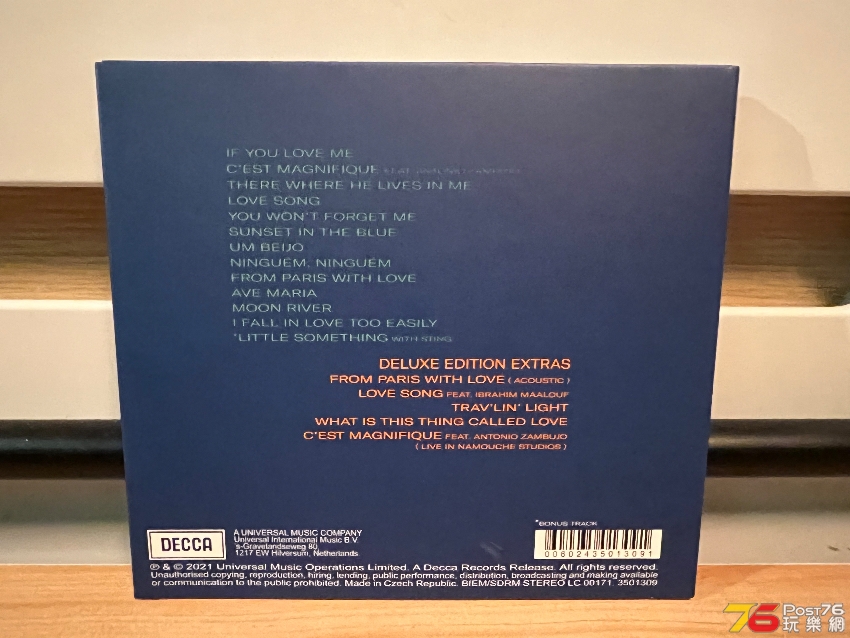 IF YOU LOVE ME
C'EST MAGNIFIQUE FEAT.
THERE WHERE HE LIVES IN ME
LOVE SONG
YOU WON'T FORGET ME
SUNSET IN THE BLUE
UM BEIJO
NINGUÉM, NINGUÉM
FROM PARIS WITH LOVE
AVE MARIA
MOON RIVER
I FALL IN LOVE TOO EASILY
*LITTLE SOMETHING WITH STING
DELUXE EDITION EXTRAS
FROM PARIS WITH LOVE ( ACOUSTIC )
LOVE SONG FEAT. IBRAHIM MAALOUF
TRAV'LIN' LIGHT
WHAT IS THIS THING CALLED LOVE
C'EST MAGNIFIQUE FEAT. ANTONIO ZAMBUJO
( LIVE IN NAMOUCHE STUDIOS )
*BONUS TRACK
DECCA
A UNIVERSAL MUSIC COMPANY
Universal International Music B.V.
's-Gravelandseweg 80
1217 EW Hilversum, Netherlands.
00602435013091
℗ & © 2021 Universal Music Operations Limited. A Decca Records Release. All rights reserved.
Unauthorised copying, reproduction, hiring, lending, public performance, distribution, broadcasting and making available
or communication to the public prohibited. Made in Czech Republic. BIEM/SDRM STEREO LC 00171 3501309
76 Post76
玩樂網